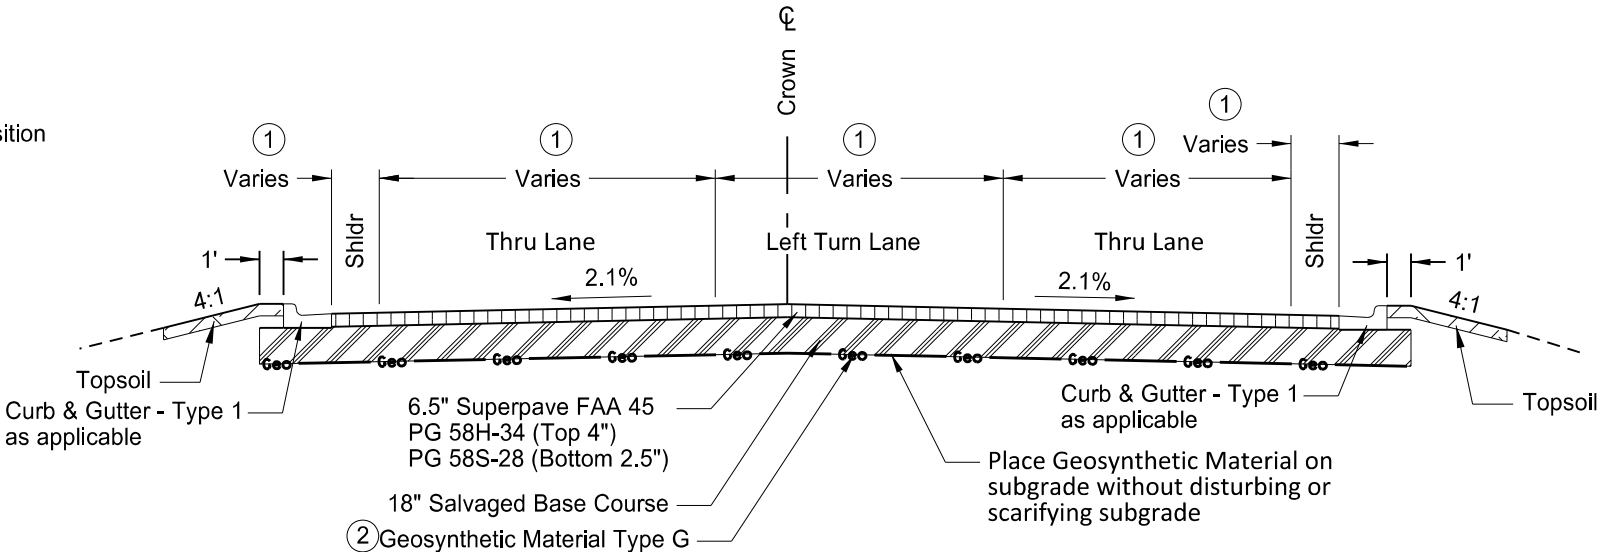 ℄
Crown
sition
1
1
1
1
1
Varies
Varies
Varies
Varies
Varies
Shldr
Thru Lane
Left Turn Lane
Thru Lane
Shldr
1'
2.1%
2.1%
1'
4:1
4:1
Geo Geo Geo Geo Geo Geo Geo Geo Geo Geo
Topsoil
Curb & Gutter - Type 1
as applicable
6.5" Superpave FAA 45
PG 58H-34 (Top 4")
PG 58S-28 (Bottom 2.5")
18" Salvaged Base Course
2 Geosynthetic Material Type G
Curb & Gutter - Type 1
as applicable
Topsoil
Place Geosynthetic Material on
subgrade without disturbing or
scarifying subgrade